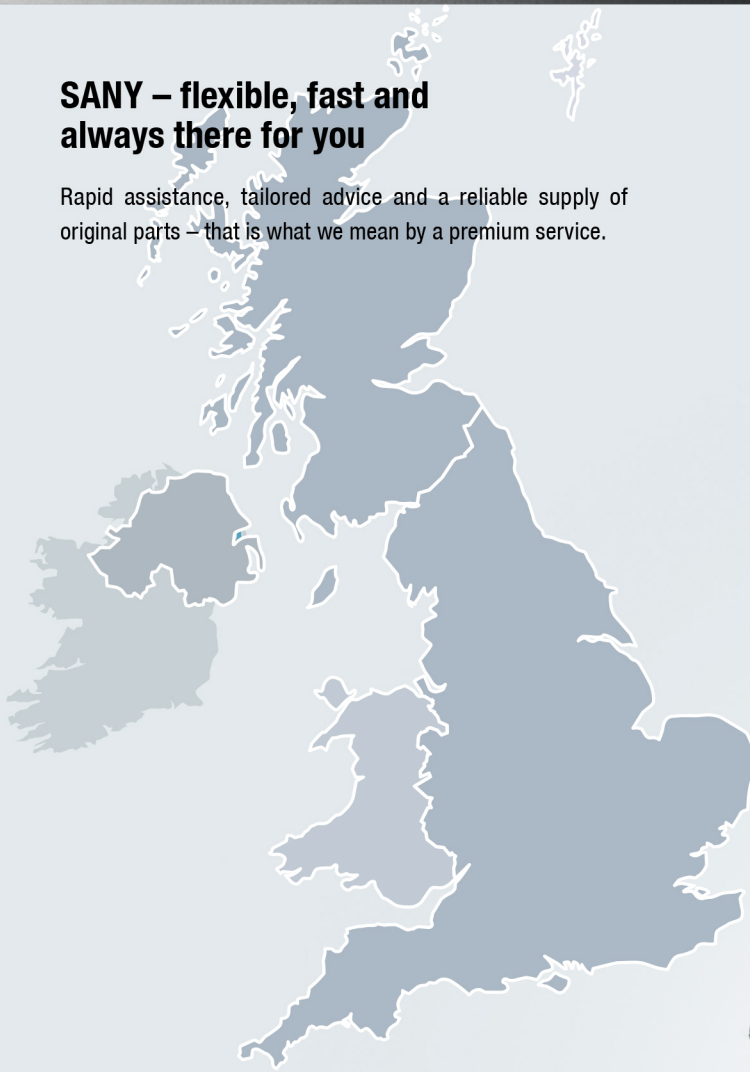 SANY – flexible, fast and
always there for you
Rapid assistance, tailored advice and a reliable supply of
original parts – that is what we mean by a premium service.